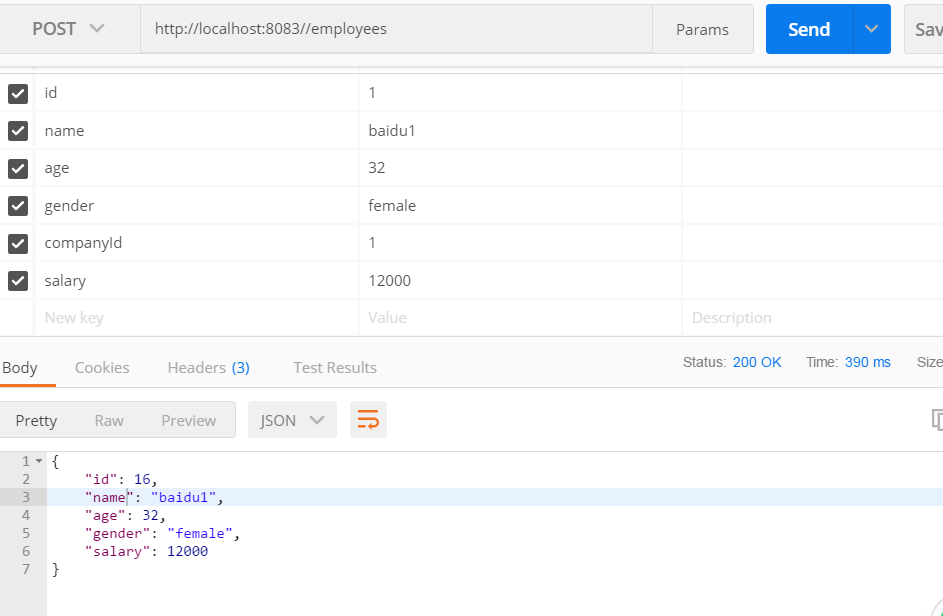 POST http://localhost:8083//employees Params Send Sav
id 1
name baidu1
age 32
gender female
companyId 1
salary 12000
New key Value Description
Body Cookies Headers (3) Test Results Status: 200 OK Time: 390 ms Size
Pretty Raw Preview JSON
1 {
2 "id": 16,
3 "name": "baidu1",
4 "age": 32,
5 "gender": "female",
6 "salary": 12000
7 }